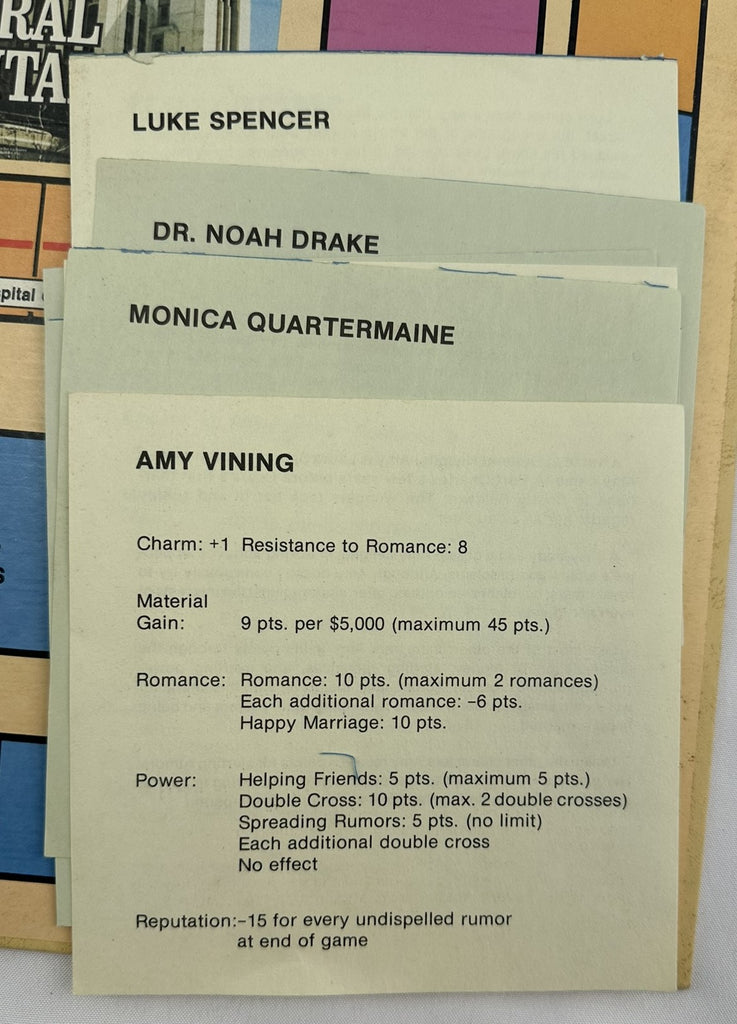 RAL
TA
pital
LUKE SPENCER
DR. NOAH DRAKE
MONICA QUARTERMAINE
AMY VINING
Charm: +1 Resistance to Romance: 8
Material
Gain: 9 pts. per $5,000 (maximum 45 pts.)
Romance: Romance: 10 pts. (maximum 2 romances)
Each additional romance: –6 pts.
Happy Marriage: 10 pts.
Power: Helping Friends: 5 pts. (maximum 5 pts.)
Double Cross: 10 pts. (max. 2 double crosses)
Spreading Rumors: 5 pts. (no limit)
Each additional double cross
No effect
Reputation:–15 for every undispelled rumor
at end of game